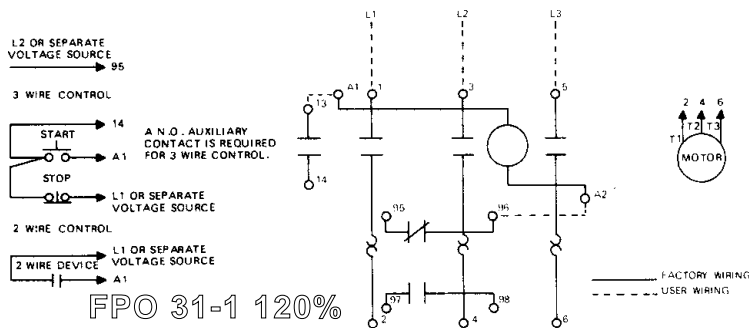 L2 OR SEPARATE
VOLTAGE SOURCE
95
3 WIRE CONTROL
14
START
A1
A N.O. AUXILIARY
CONTACT IS REQUIRED
FOR 3 WIRE CONTROL.
STOP
L1 OR SEPARATE
VOLTAGE SOURCE
2 WIRE CONTROL
L1 OR SEPARATE
VOLTAGE SOURCE
2 WIRE DEVICE
A1
FPO 31-1 120%
L1
L2
L3
A1
1
3
5
13
14
A2
95
96
97
98
2
4
6
2 4 6
T1
T2
T3
MOTOR
FACTORY WIRING
USER WIRING